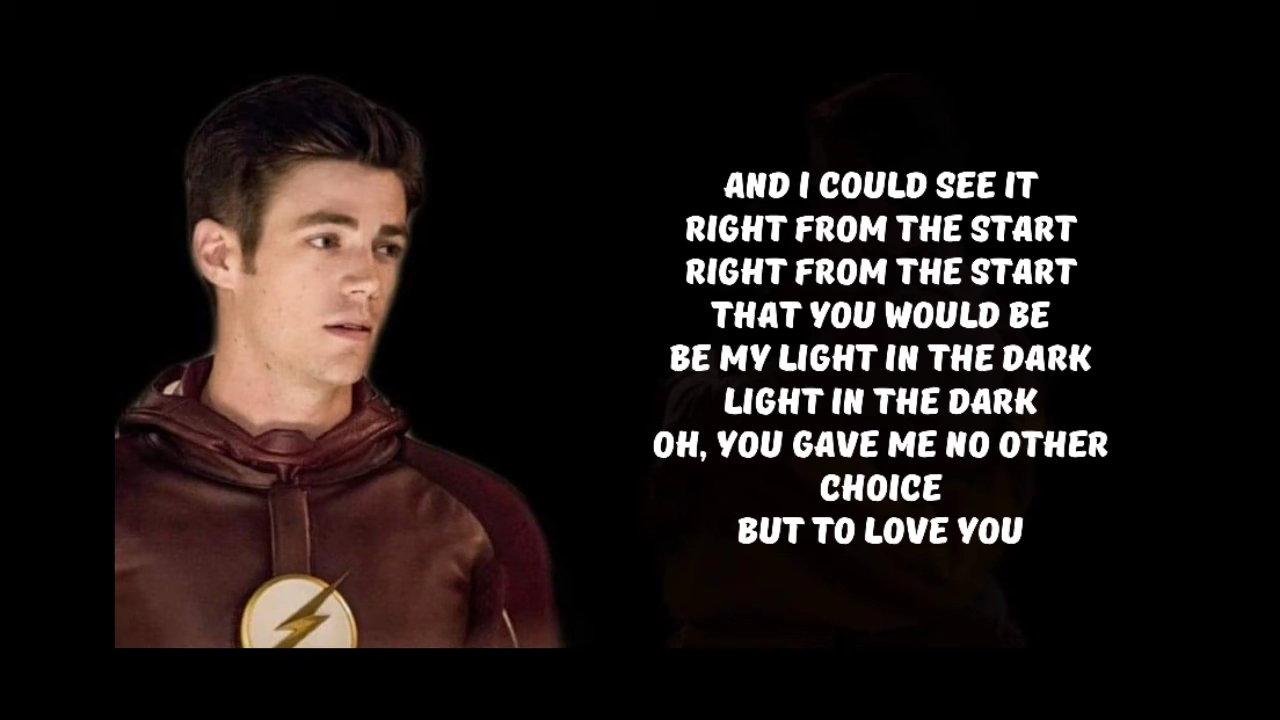 AND I COULD SEE IT
RIGHT FROM THE START
RIGHT FROM THE START
THAT YOU WOULD BE
BE MY LIGHT IN THE DARK
LIGHT IN THE DARK
OH, YOU GAVE ME NO OTHER
CHOICE
BUT TO LOVE YOU